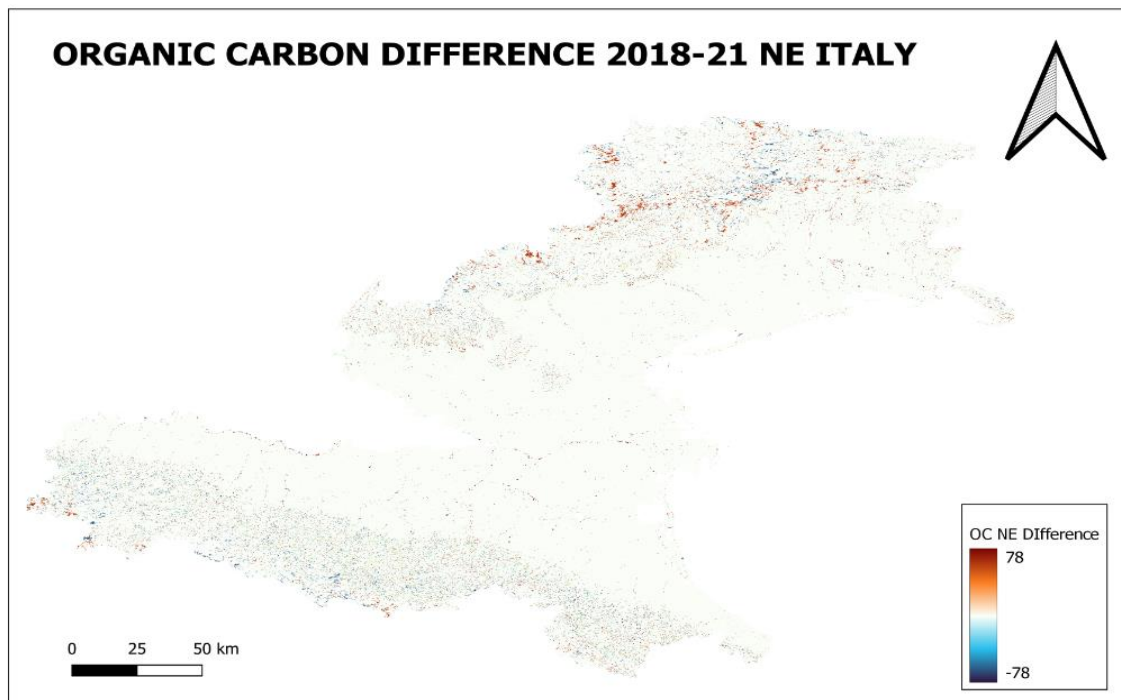 ORGANIC CARBON DIFFERENCE 2018-21 NE ITALY
OC NE DIfference
78
-78
0 25 50 km